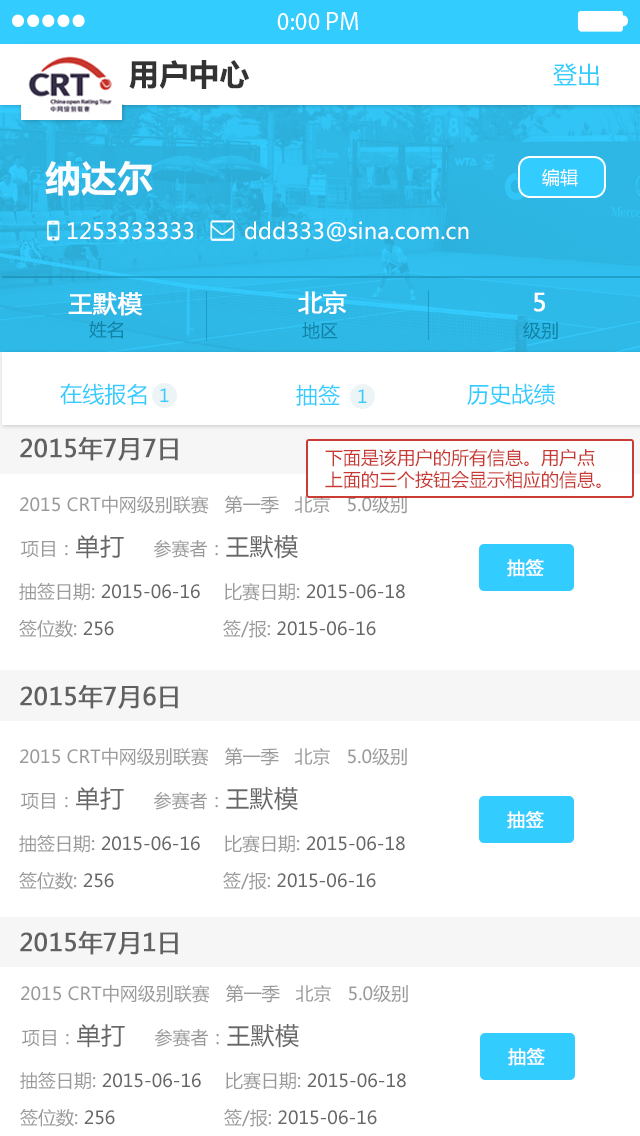 0:00 PM
CRT
China open Rating Tour
中网级别联赛
用户中心
登出
WTA
纳达尔
编辑
1253333333 ddd333@sina.com.cn
王默模 北京 5
姓名 地区 级别
在线报名 1 抽签 1 历史战绩
2015年7月7日
下面是该用户的所有信息。用户点
上面的三个按钮会显示相应的信息。
2015 CRT中网级别联赛 第一季 北京 5.0级别
项目：单打 参赛者：王默模
抽签
抽签日期: 2015-06-16 比赛日期: 2015-06-18
签位数: 256 签/报: 2015-06-16
2015年7月6日
2015 CRT中网级别联赛 第一季 北京 5.0级别
项目：单打 参赛者：王默模
抽签
抽签日期: 2015-06-16 比赛日期: 2015-06-18
签位数: 256 签/报: 2015-06-16
2015年7月1日
2015 CRT中网级别联赛 第一季 北京 5.0级别
项目：单打 参赛者：王默模
抽签
抽签日期: 2015-06-16 比赛日期: 2015-06-18
签位数: 256 签/报: 2015-06-16